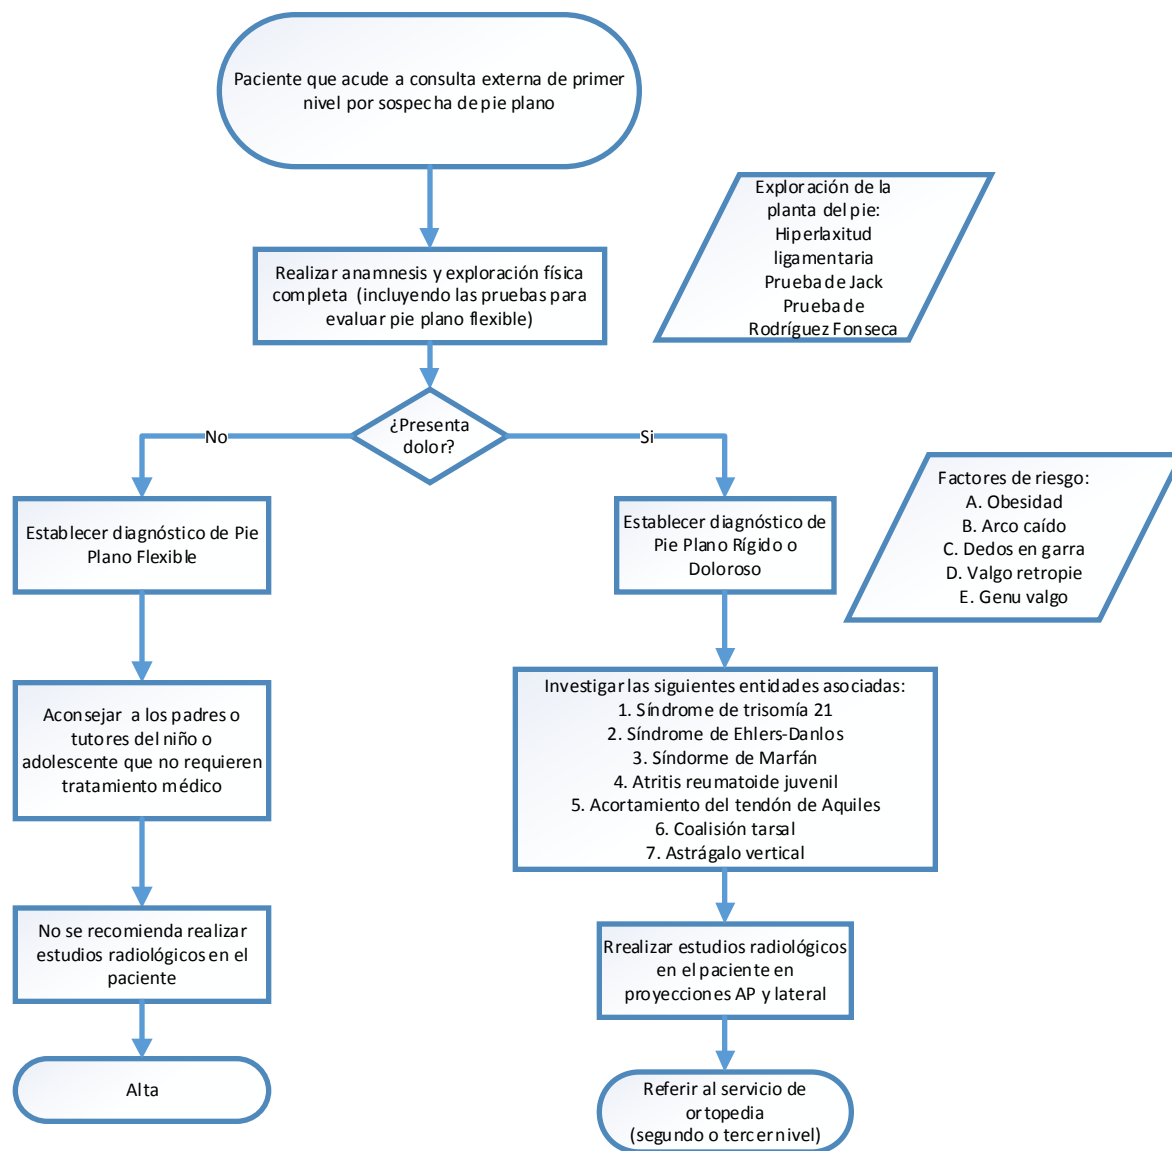 Paciente que acude a consulta externa de primer
nivel por sospecha de pie plano
Exploración de la
planta del pie:
Hiperlaxitud
ligamentaria
Prueba de Jack
Prueba de
Rodríguez Fonseca
Realizar anamnesis y exploración física
completa (incluyendo las pruebas para
evaluar pie plano flexible)
¿Presenta
dolor?
No
Si
Factores de riesgo:
A. Obesidad
B. Arco caído
C. Dedos en garra
D. Valgo retropie
E. Genu valgo
Establecer diagnóstico de Pie
Plano Flexible
Establecer diagnóstico de
Pie Plano Rígido o
Doloroso
Aconsejar a los padres o
tutores del niño o
adolescente que no requieren
tratamiento médico
Investigar las siguientes entidades asociadas:
1. Síndrome de trisomía 21
2. Síndrome de Ehlers-Danlos
3. Síndorme de Marfán
4. Atritis reumatoide juvenil
5. Acortamiento del tendón de Aquiles
6. Coalisión tarsal
7. Astrágalo vertical
No se recomienda realizar
estudios radiológicos en el
paciente
Rrealizar estudios radiológicos
en el paciente en
proyecciones AP y lateral
Alta
Referir al servicio de
ortopedia
(segundo o tercer nivel)